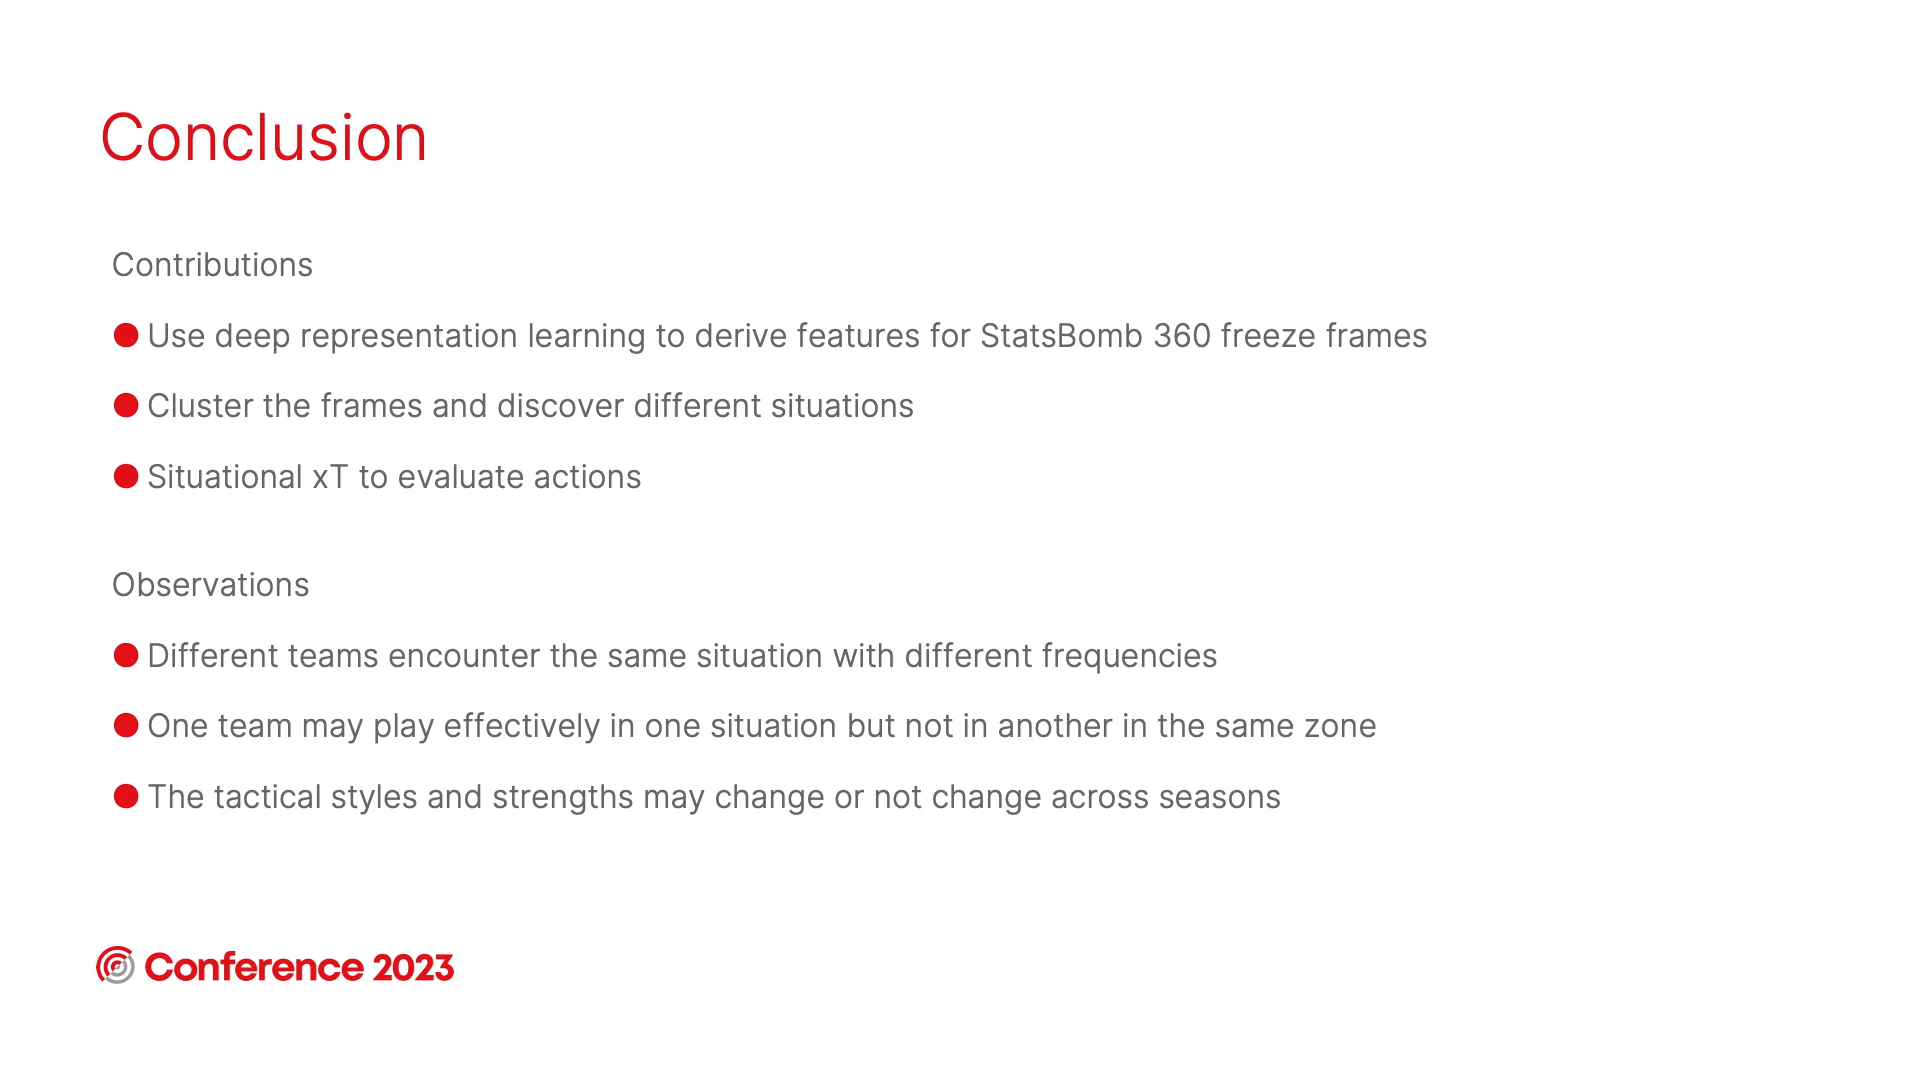 Conclusion
Contributions
● Use deep representation learning to derive features for StatsBomb 360 freeze frames
● Cluster the frames and discover different situations
● Situational xT to evaluate actions
Observations
● Different teams encounter the same situation with different frequencies
● One team may play effectively in one situation but not in another in the same zone
● The tactical styles and strengths may change or not change across seasons
Conference 2023